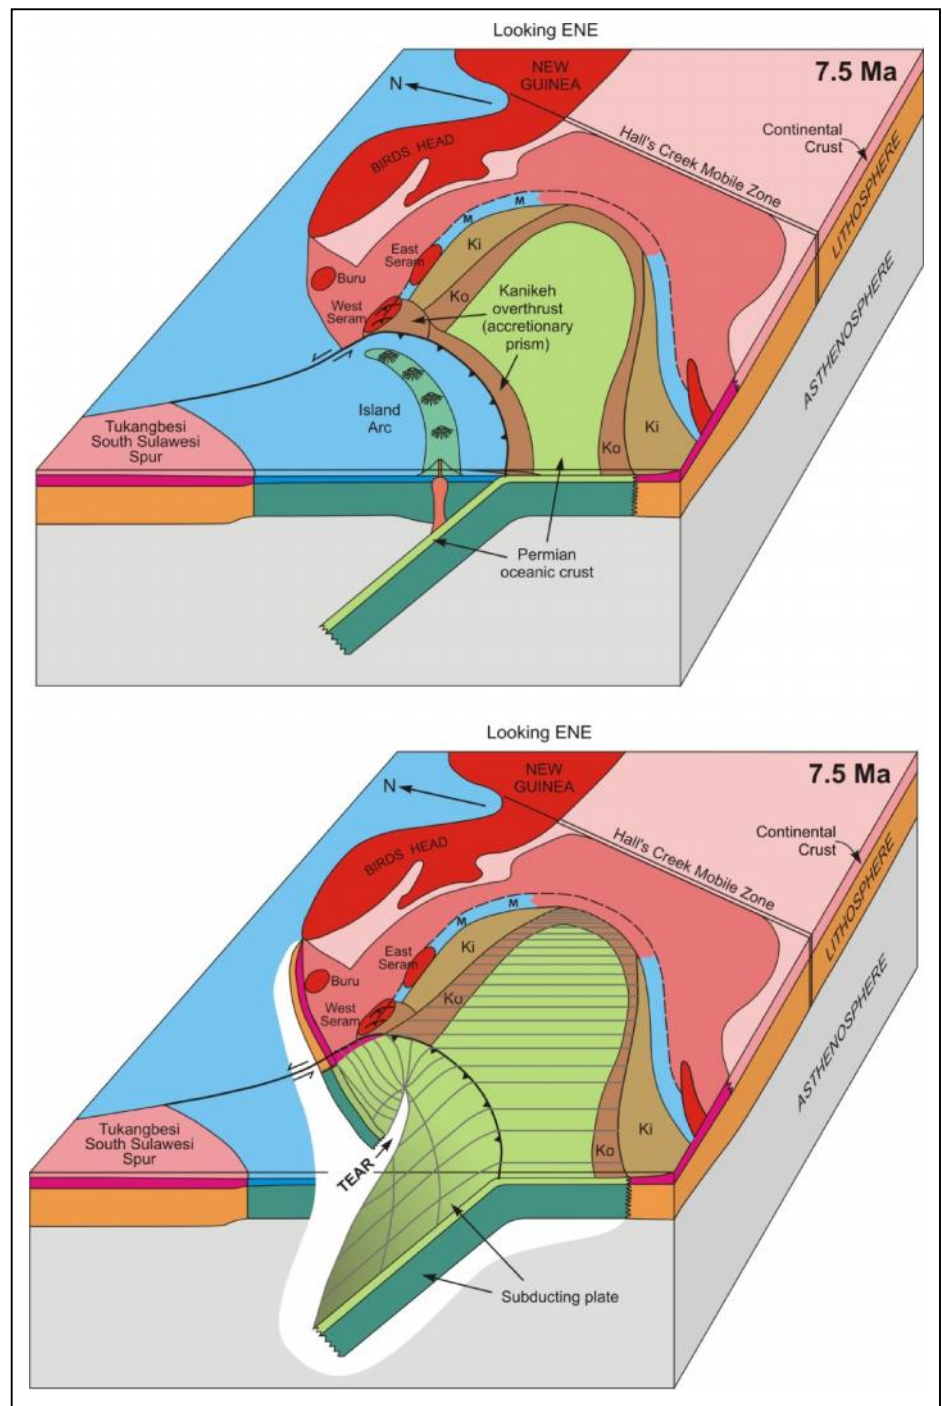 Looking ENE
7.5 Ma
NEW
GUINEA
N
BIRDS HEAD
Hall's Creek Mobile Zone
Continental
Crust
LITHOSPHERE
ASTHENOSPHERE
M
M
East
Seram
Ki
Buru
West
Seram
Ko
Kanikeh
overthrust
(accretionary
prism)
Island
Arc
Tukangbesi
South Sulawesi
Spur
Ki
Ko
Permian
oceanic crust
Looking ENE
7.5 Ma
NEW
GUINEA
N
BIRDS HEAD
Hall's Creek Mobile Zone
Continental
Crust
LITHOSPHERE
ASTHENOSPHERE
M
M
East
Seram
Ki
Buru
West
Seram
Ko
Tukangbesi
South Sulawesi
Spur
TEAR
Ki
Ko
Subducting plate